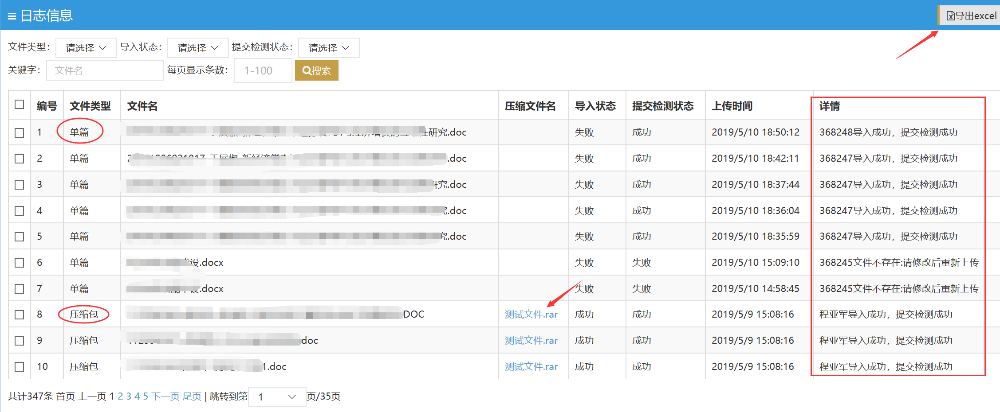 日志信息
导出excel
文件类型： 请选择 导入状态： 请选择 提交检测状态： 请选择
关键字： 文件名 每页显示条数： 1-100 搜索
编号 文件类型 文件名 压缩文件名 导入状态 提交检测状态 上传时间 详情
1 单篇 研究.doc 失败 成功 2019/5/10 18:50:12 368248导入成功，提交检测成功
2 单篇 .doc 失败 成功 2019/5/10 18:42:11 368247导入成功，提交检测成功
3 单篇 研究.doc 失败 成功 2019/5/10 18:37:44 368247导入成功，提交检测成功
4 单篇 .doc 失败 成功 2019/5/10 18:36:04 368247导入成功，提交检测成功
5 单篇 究.doc 失败 成功 2019/5/10 18:35:59 368247导入成功，提交检测成功
6 单篇 设.docx 失败 失败 2019/5/10 15:09:10 368245文件不存在:请修改后重新上传
7 单篇 .docx 失败 失败 2019/5/10 14:58:45 368245文件不存在:请修改后重新上传
8 压缩包 DOC 测试文件.rar 成功 成功 2019/5/9 15:08:16 程亚军导入成功，提交检测成功
9 压缩包 doc 测试文件.rar 成功 成功 2019/5/9 15:08:16 程亚军导入成功，提交检测成功
10 压缩包 1.doc 测试文件.rar 成功 成功 2019/5/9 15:08:16 程亚军导入成功，提交检测成功
共计347条 首页 上一页 1 2 3 4 5 下一页 尾页 | 跳转到第 1 页/35页